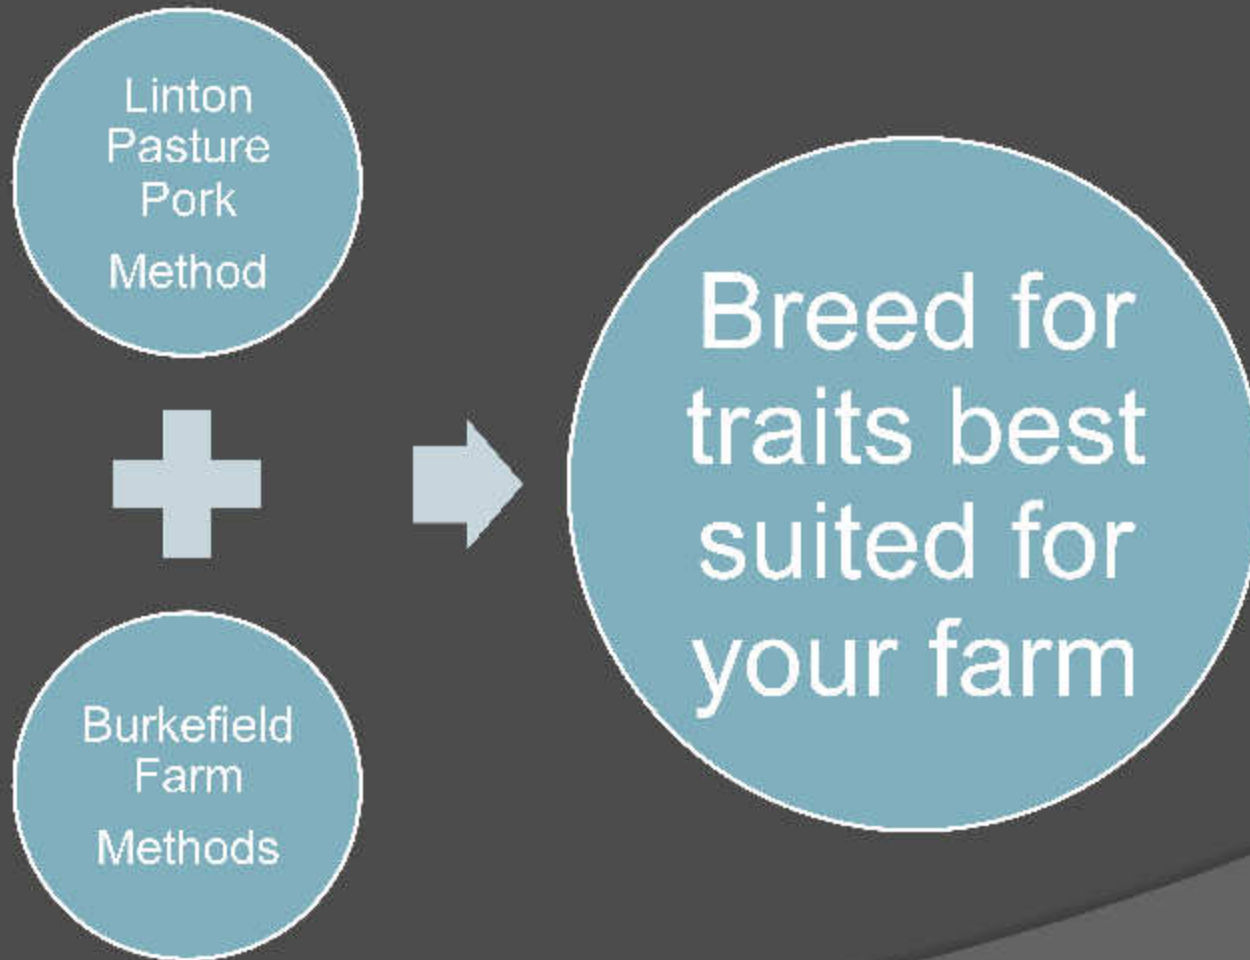 Linton
Pasture
Pork
Method
Burkefield
Farm
Methods
Breed for
traits best
suited for
your farm